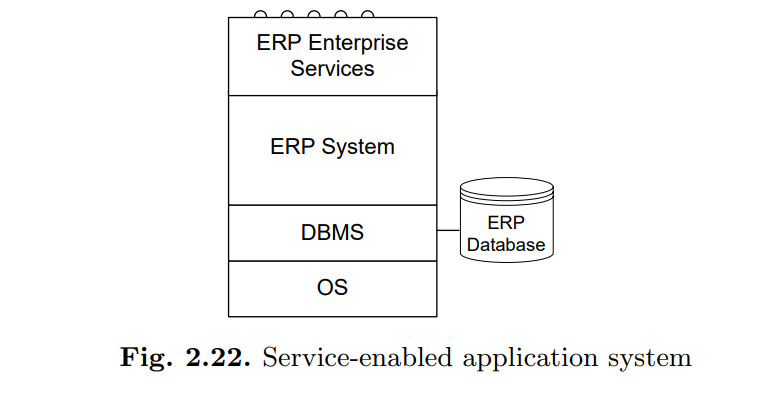 ERP Enterprise
Services
ERP System
DBMS
ERP
Database
OS
Fig. 2.22. Service-enabled application system